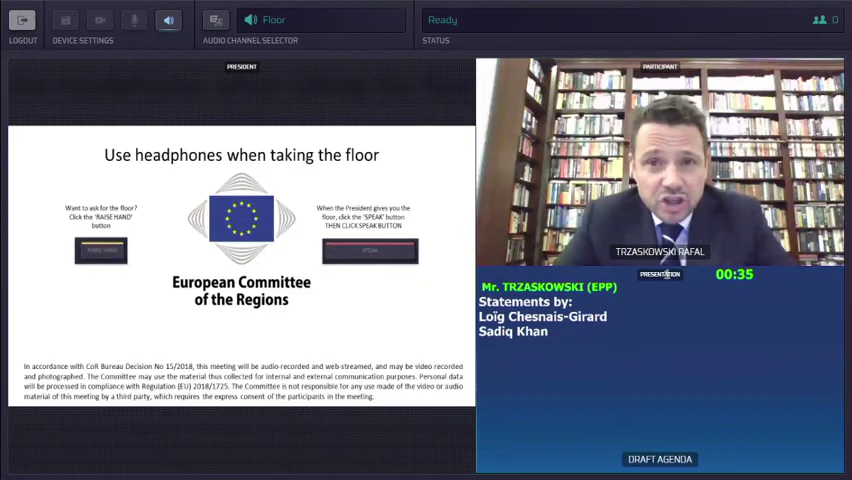 Floor
Ready
0
LOGOUT
DEVICE SETTINGS
AUDIO CHANNEL SELECTOR
STATUS
PRESIDENT
PARTICIPANT
Use headphones when taking the floor
Want to ask for the floor?
Click the 'RAISE HAND'
button
RAISE HAND
When the President gives you the
floor, click the 'SPEAK' button
THEN CLICK SPEAK BUTTON
SPEAK
European Committee
of the Regions
In accordance with CoR Bureau Decision No 15/2018, this meeting will be audio-recorded and web-streamed, and may be video recorded
and photographed. The Committee may use the material thus collected for internal and external communication purposes. Personal data
will be processed in compliance with Regulation (EU) 2018/1725. The Committee is not responsible for any use made of the video or audio
material of this meeting by a third party, which requires the express consent of the participants in the meeting.
TRZASKOWSKI RAFAL
PRESENTATION
00:35
Mr. TRZASKOWSKI (EPP)
Statements by:
Loïg Chesnais-Girard
Sadiq Khan
DRAFT AGENDA